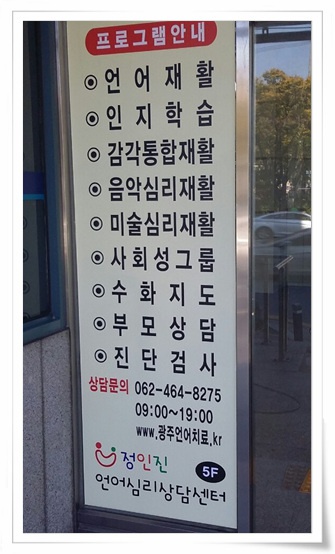 프로그램안내
◉ 언어재활
◉ 인지학습
◉ 감각통합재활
◉ 음악심리재활
◉ 미술심리재활
◉ 사회성그룹
◉ 수화지도
◉ 부모상담
◉ 진단검사
상담문의 062-464-8275
09:00~19:00
www.광주언어치료.kr
정인진 5F
언어심리상담센터